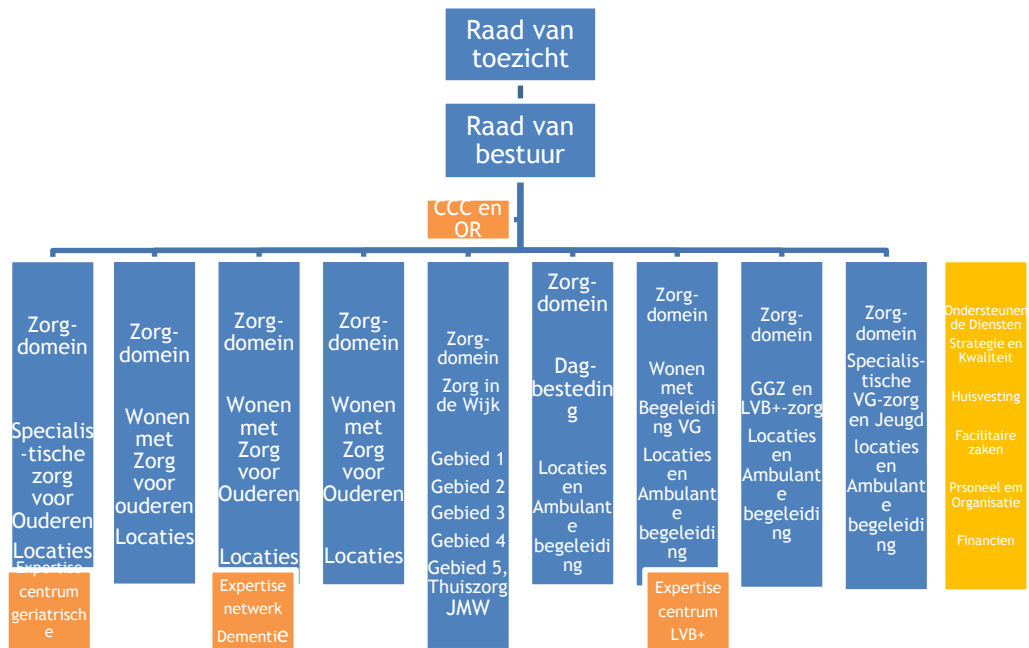 Raad van
toezicht
Raad van
bestuur
CCC en
OR
Zorg-
domein
Specialis
-tische
zorg
voor
Ouderen
Locaties
Expertise
centrum
geriatrisch
e
Zorg-
domein
Wonen
met
Zorg
voor
ouderen
Locaties
Zorg-
domein
Wonen
met
Zorg
voor
Ouderen
Locaties
Expertise
netwerk
Dementie
Zorg-
domein
Wonen
met
Zorg
voor
Ouderen
Locaties
Zorg-
domein
Zorg in
de Wijk
Gebied 1
Gebied 2
Gebied 3
Gebied 4
Gebied 5,
Thuiszorg
JMW
Zorg-
domein
Dag-
bestedin
g
Locaties
en
Ambulant
e
begeleidi
ng
Zorg-
domein
Wonen
met
Begeleidi
ng VG
Locaties
en
Ambulant
e
begeleidi
ng
Expertise
centrum
LVB+
Zorg-
domein
GGZ en
LVB+-zorg
Locaties
en
Ambulant
e
begeleidi
ng
Zorg-
domein
Specialis-
tische
VG-zorg
en Jeugd
locaties
en
Ambulant
e
begeleidi
ng
Ondersteunen
de Diensten
Strategie en
Kwaliteit
Huisvesting
Facilitaire
zaken
Prsoneel em
Organisatie
Financien